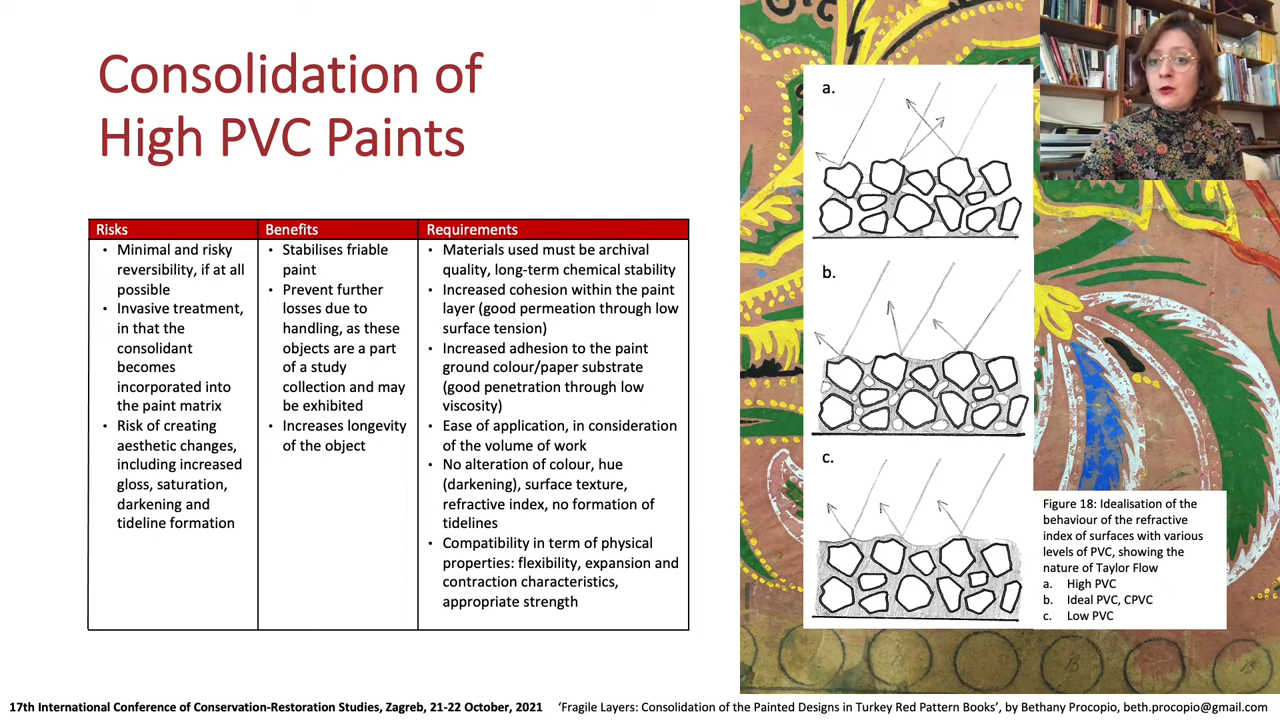 Consolidation of
High PVC Paints
Risks
• Minimal and risky
reversibility, if at all
possible
• Invasive treatment,
in that the
consolidant
becomes
incorporated into
the paint matrix
• Risk of creating
aesthetic changes,
including increased
gloss, saturation,
darkening and
tideline formation
Benefits
• Stabilises friable
paint
• Prevent further
losses due to
handling, as these
objects are a part
of a study
collection and may
be exhibited
• Increases longevity
of the object
Requirements
• Materials used must be archival
quality, long-term chemical stability
• Increased cohesion within the paint
layer (good permeation through low
surface tension)
• Increased adhesion to the paint
ground colour/paper substrate
(good penetration through low
viscosity)
• Ease of application, in consideration
of the volume of work
• No alteration of colour, hue
(darkening), surface texture,
refractive index, no formation of
tidelines
• Compatibility in term of physical
properties: flexibility, expansion and
contraction characteristics,
appropriate strength
a.
b.
c.
Figure 18: Idealisation of the
behaviour of the refractive
index of surfaces with various
levels of PVC, showing the
nature of Taylor Flow
a. High PVC
b. Ideal PVC, CPVC
c. Low PVC
17th International Conference of Conservation-Restoration Studies, Zagreb, 21-22 October, 2021 'Fragile Layers: Consolidation of the Painted Designs in Turkey Red Pattern Books', by Bethany Procopio, beth.procopio@gmail.com